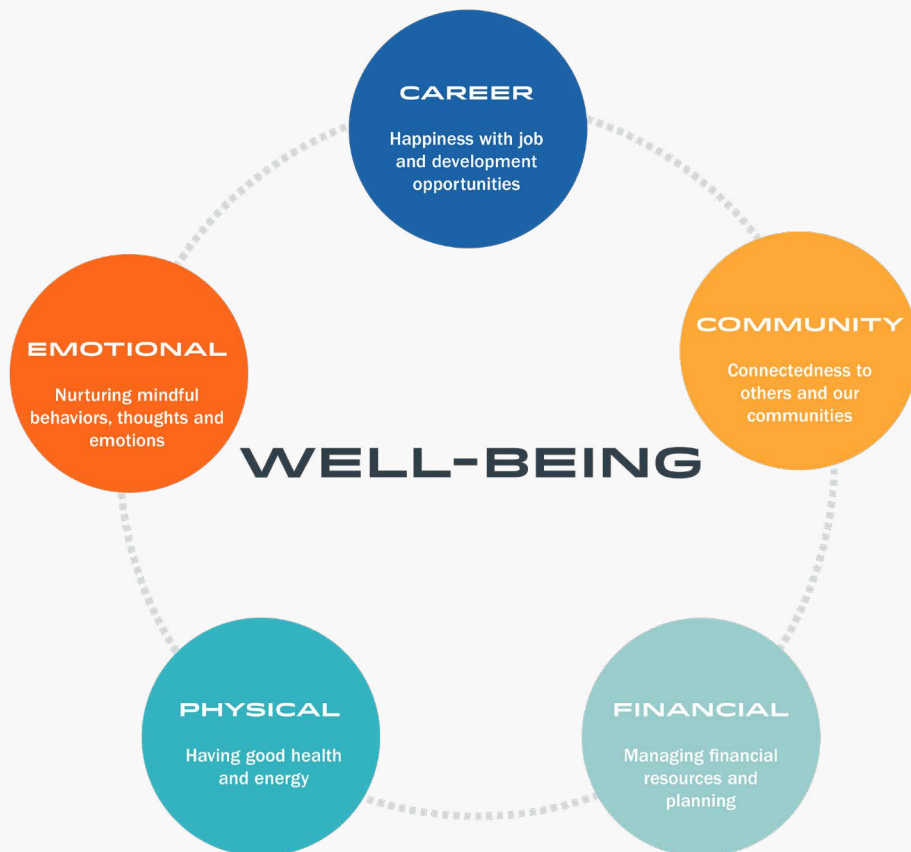 CAREER
Happiness with job
and development
opportunities
COMMUNITY
Connectedness to
others and our
communities
EMOTIONAL
Nurturing mindful
behaviors, thoughts and
emotions
WELL-BEING
PHYSICAL
Having good health
and energy
FINANCIAL
Managing financial
resources and
planning